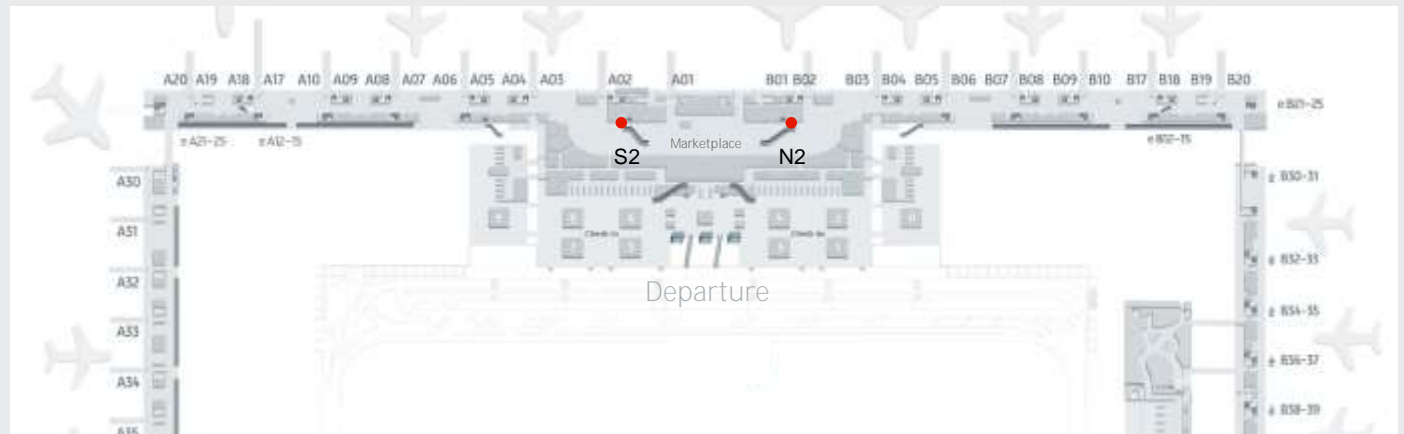 A20 A19 A18 A17 A10 A09 A08 A07 A06 A05 A04 A03 A02 A01 B01 B02 B03 B04 B05 B06 B07 B08 B09 B10 B17 B18 B19 B20
B21-25
A21-25
A12-15
Marketplace
B12-15
S2
N2
A30
B30-31
A31
Check-in
Check-in
B32-33
A32
Departure
B34-35
A33
B36-37
A34
B38-39
A35